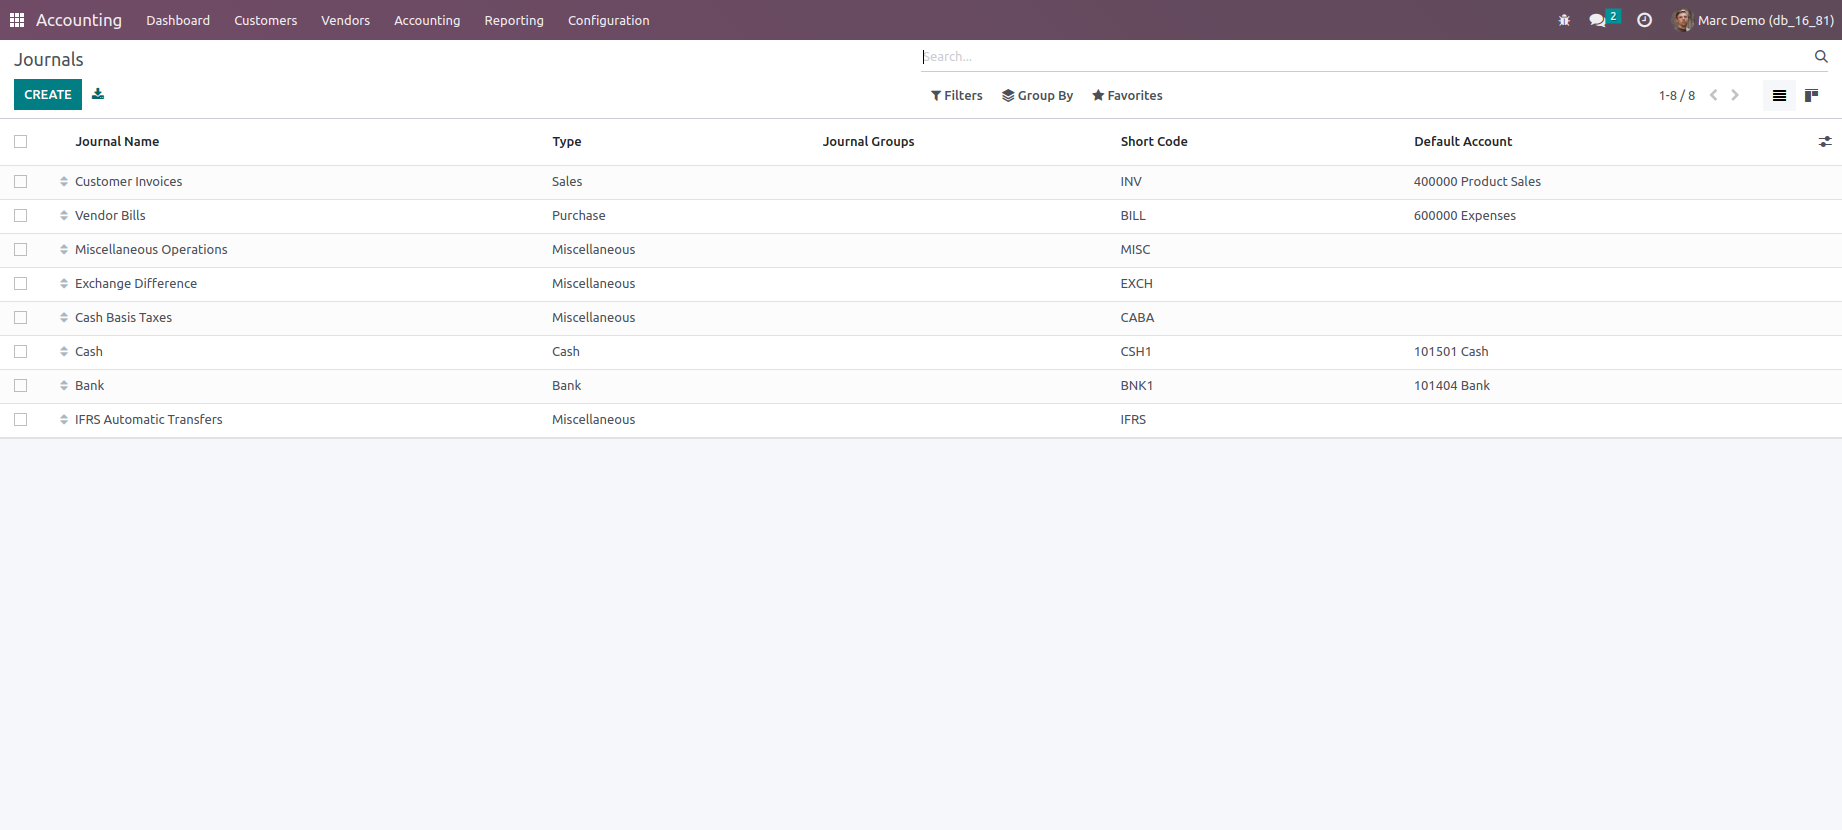 Accounting Dashboard Customers Vendors Accounting Reporting Configuration 2 Marc Demo (db_16_81)
Journals
Search...
CREATE
Filters Group By Favorites 1-8 / 8
Journal Name Type Journal Groups Short Code Default Account
Customer Invoices Sales INV 400000 Product Sales
Vendor Bills Purchase BILL 600000 Expenses
Miscellaneous Operations Miscellaneous MISC
Exchange Difference Miscellaneous EXCH
Cash Basis Taxes Miscellaneous CABA
Cash Cash CSH1 101501 Cash
Bank Bank BNK1 101404 Bank
IFRS Automatic Transfers Miscellaneous IFRS